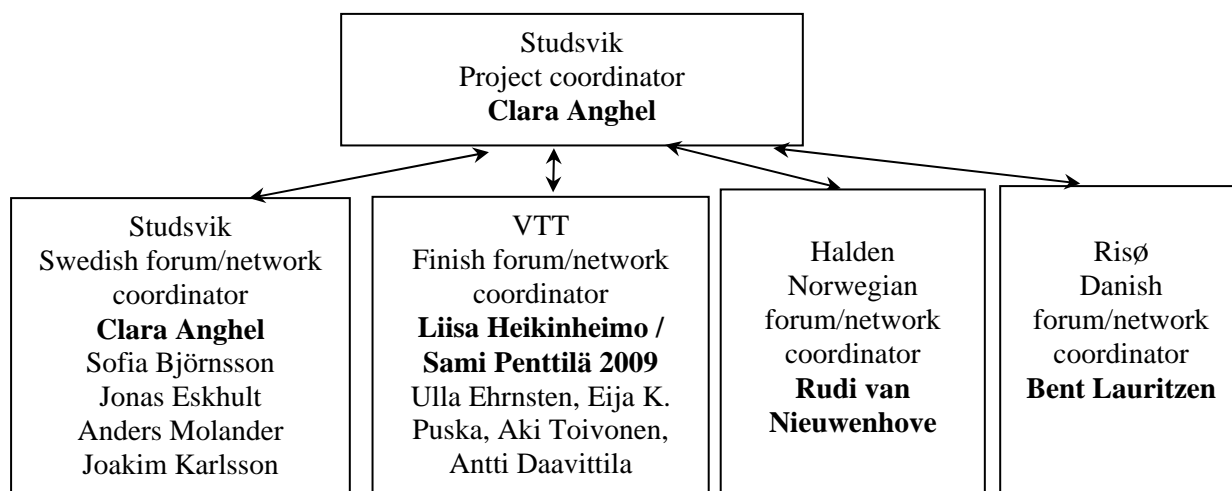 Studsvik
Project coordinator
Clara Anghel
Studsvik
Swedish forum/network
coordinator
Clara Anghel
Sofia Björnsson
Jonas Eskhult
Anders Molander
Joakim Karlsson
VTT
Finish forum/network
coordinator
Liisa Heikinheimo /
Sami Penttilä 2009
Ulla Ehrnsten, Eija K.
Puska, Aki Toivonen,
Antti Daavittila
Halden
Norwegian
forum/network
coordinator
Rudi van
Nieuwenhove
Risø
Danish
forum/network
coordinator
Bent Lauritzen